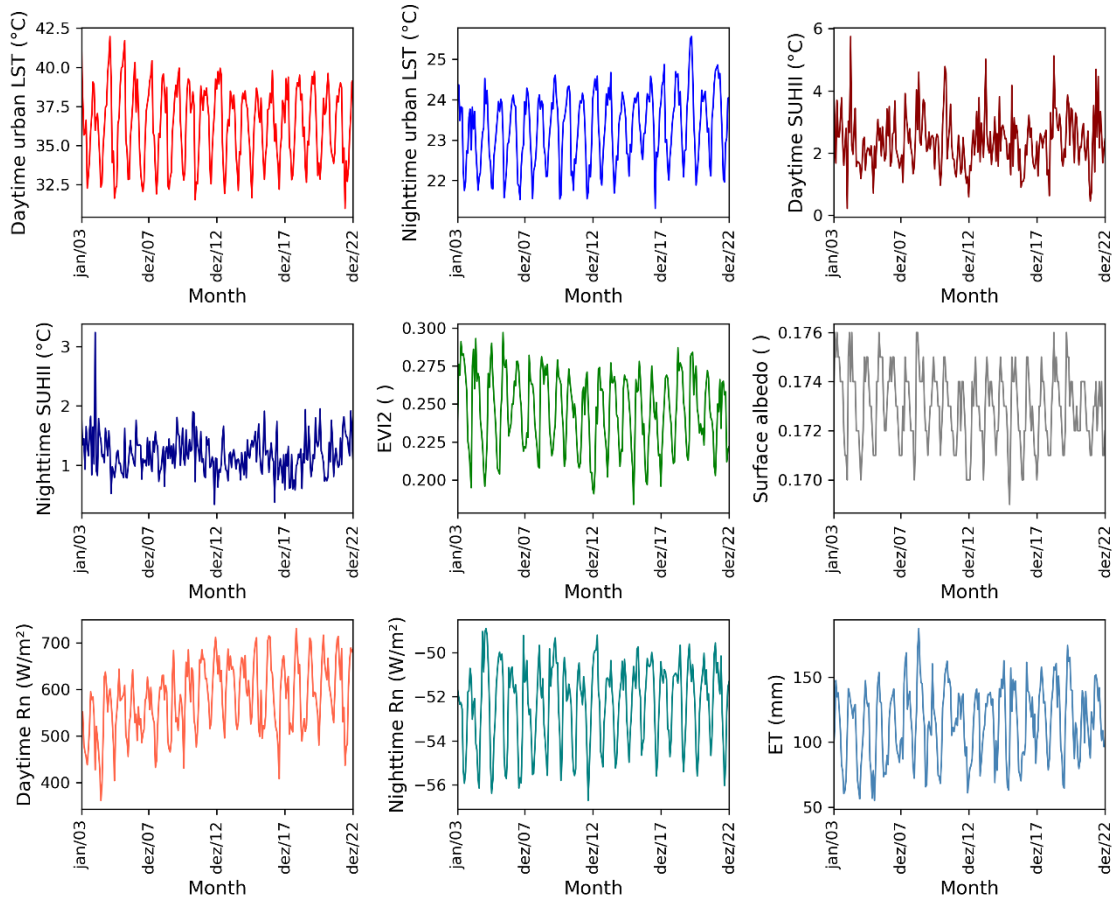 Daytime urban LST (°C)
42.5
40.0
37.5
35.0
32.5
jan/03
dez/07
dez/12
dez/17
dez/22
Month
Nighttime urban LST (°C)
25
24
23
22
jan/03
dez/07
dez/12
dez/17
dez/22
Month
Daytime SUHII (°C)
6
4
2
0
jan/03
dez/07
dez/12
dez/17
dez/22
Month
Nighttime SUHII (°C)
3
2
1
jan/03
dez/07
dez/12
dez/17
dez/22
Month
EVI2 ( )
0.300
0.275
0.250
0.225
0.200
jan/03
dez/07
dez/12
dez/17
dez/22
Month
Surface albedo ( )
0.176
0.174
0.172
0.170
jan/03
dez/07
dez/12
dez/17
dez/22
Month
Daytime Rn (W/m²)
700
600
500
400
jan/03
dez/07
dez/12
dez/17
dez/22
Month
Nighttime Rn (W/m²)
−50
−52
−54
−56
jan/03
dez/07
dez/12
dez/17
dez/22
Month
ET (mm)
150
100
50
jan/03
dez/07
dez/12
dez/17
dez/22
Month